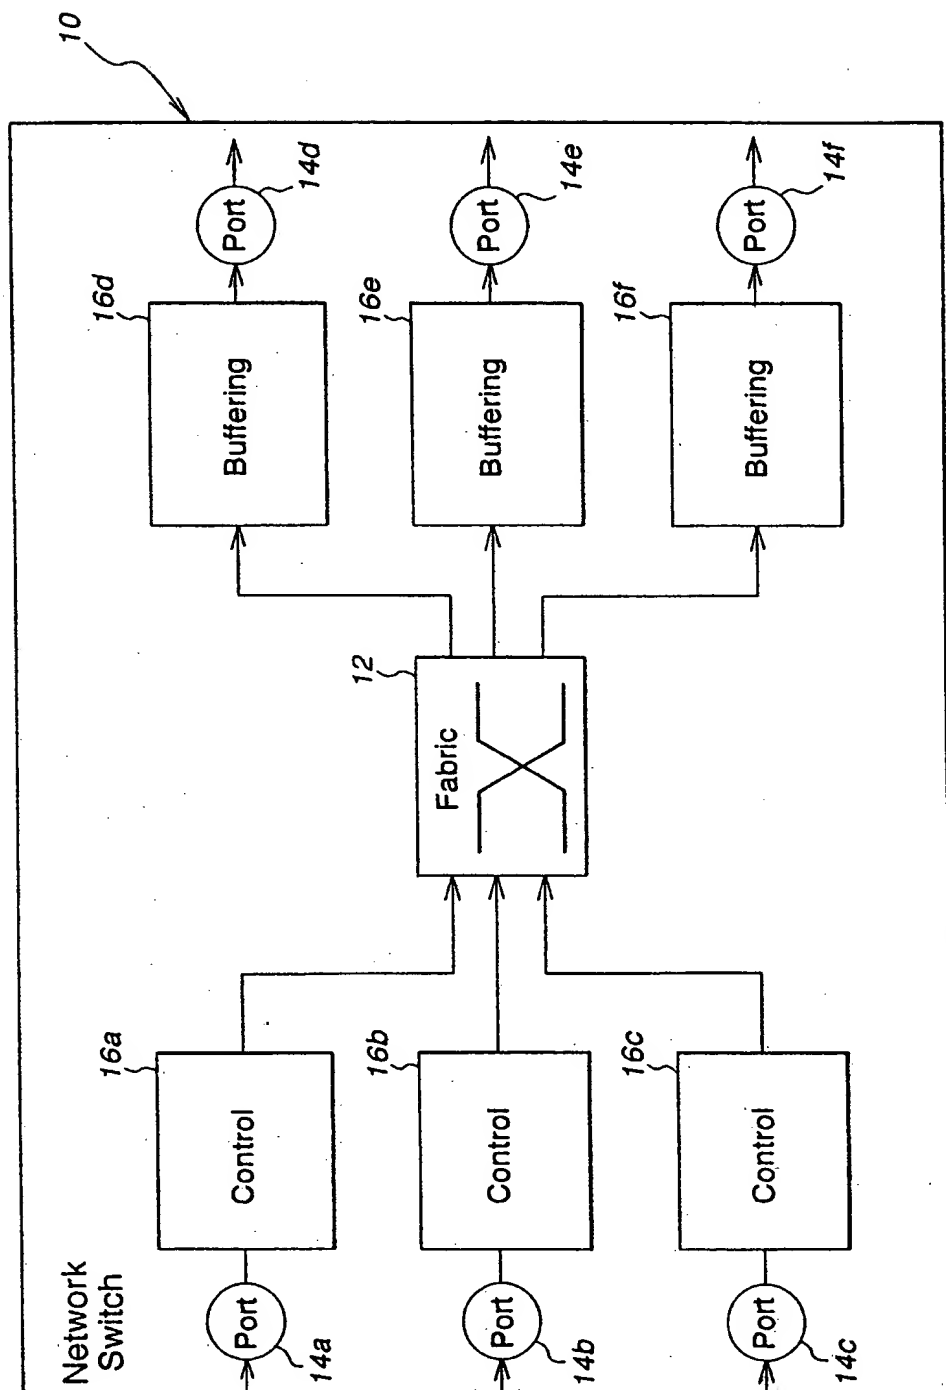 10
Network
Switch
Port
14a
Control
16a
Port
14b
Control
16b
Port
14c
Control
16c
Fabric
12
Buffering
16d
Port
14d
Buffering
16e
Port
14e
Buffering
16f
Port
14f